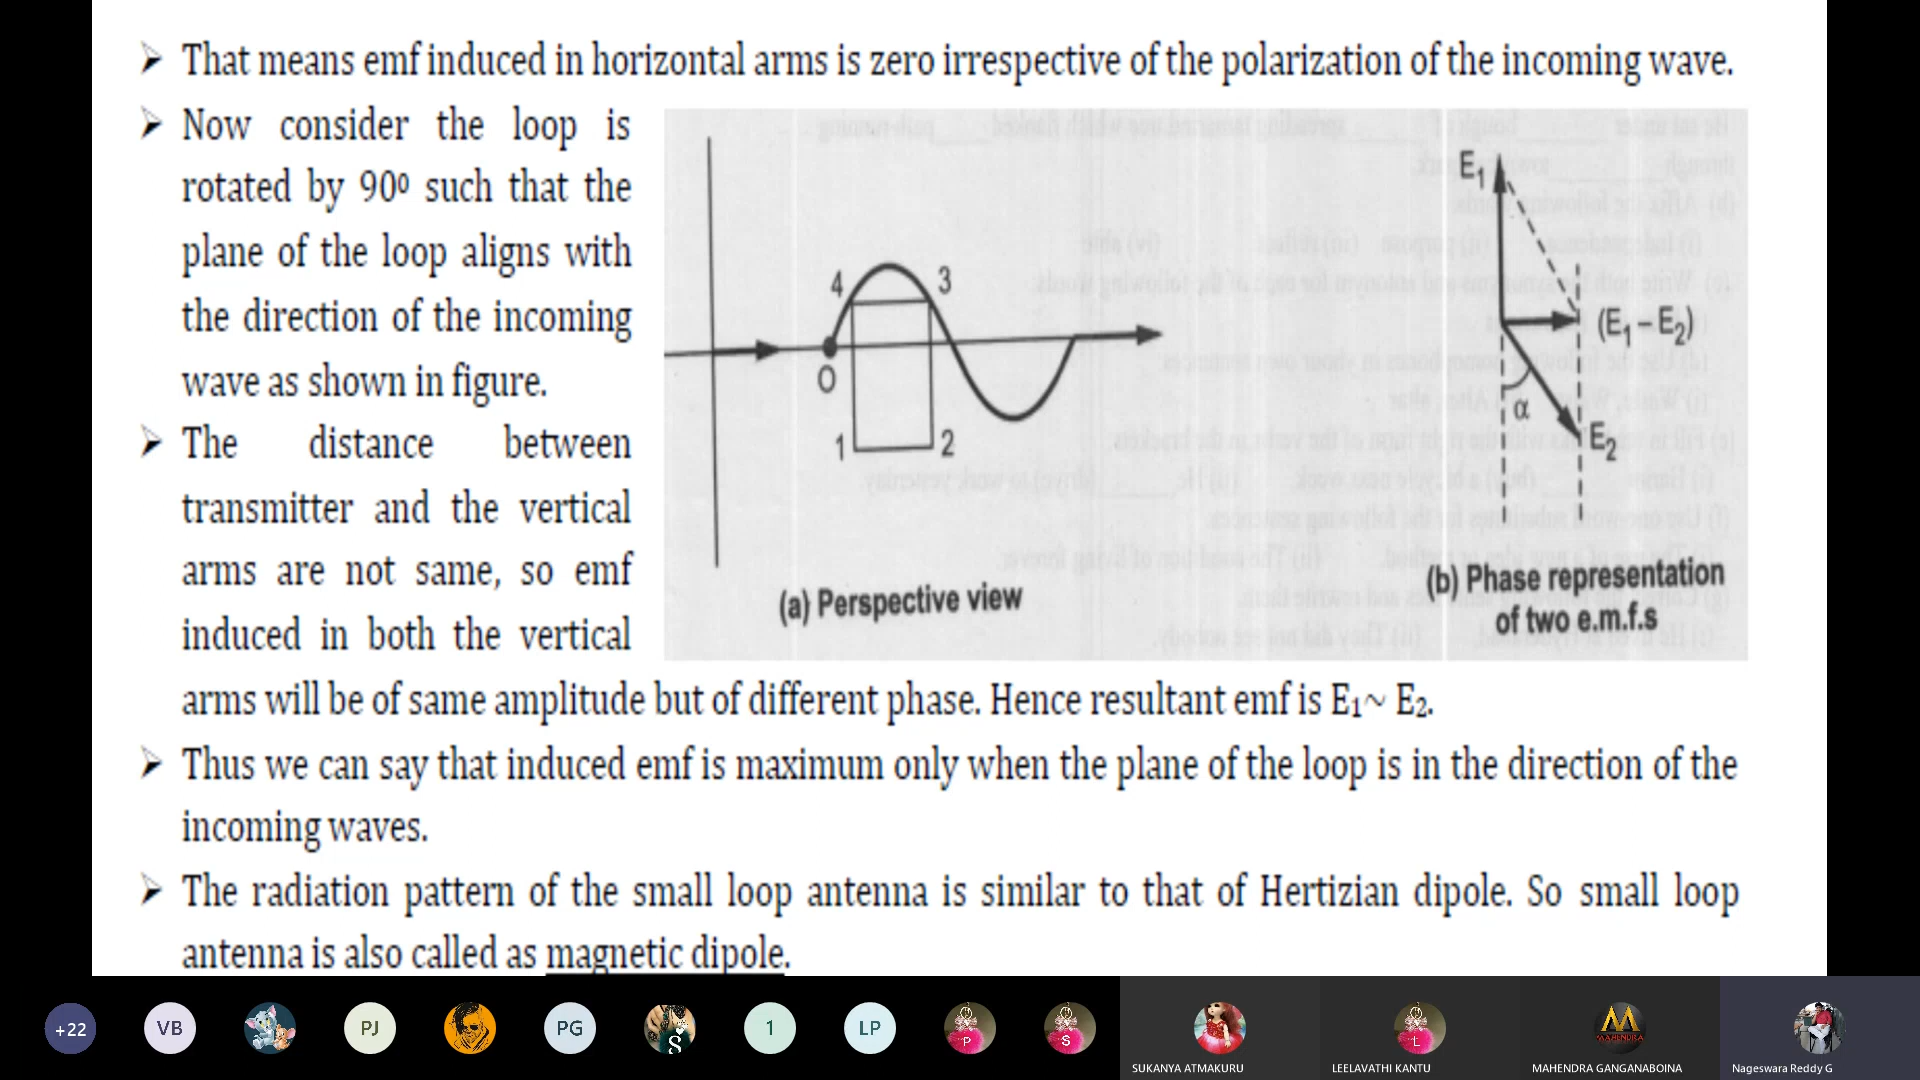 ➢ That means emf induced in horizontal arms is zero irrespective of the polarization of the incoming wave.
➢ Now consider the loop is
rotated by 90⁰ such that the
plane of the loop aligns with
the direction of the incoming
wave as shown in figure.
➢ The distance between
transmitter and the vertical
arms are not same, so emf
induced in both the vertical
arms will be of same amplitude but of different phase. Hence resultant emf is E₁~ E₂.
4
3
O
1
2
(a) Perspective view
E₁
(E₁ – E₂)
α
E₂
(b) Phase representation
of two e.m.f.s
➢ Thus we can say that induced emf is maximum only when the plane of the loop is in the direction of the
incoming waves.
➢ The radiation pattern of the small loop antenna is similar to that of Hertizian dipole. So small loop
antenna is also called as magnetic dipole.
+22
VB
PJ
PG
S
1
LP
P
S
L
MAHENDRA
SUKANYA ATMAKURU
LEELAVATHI KANTU
MAHENDRA GANGANABOINA
Nageswara Reddy G